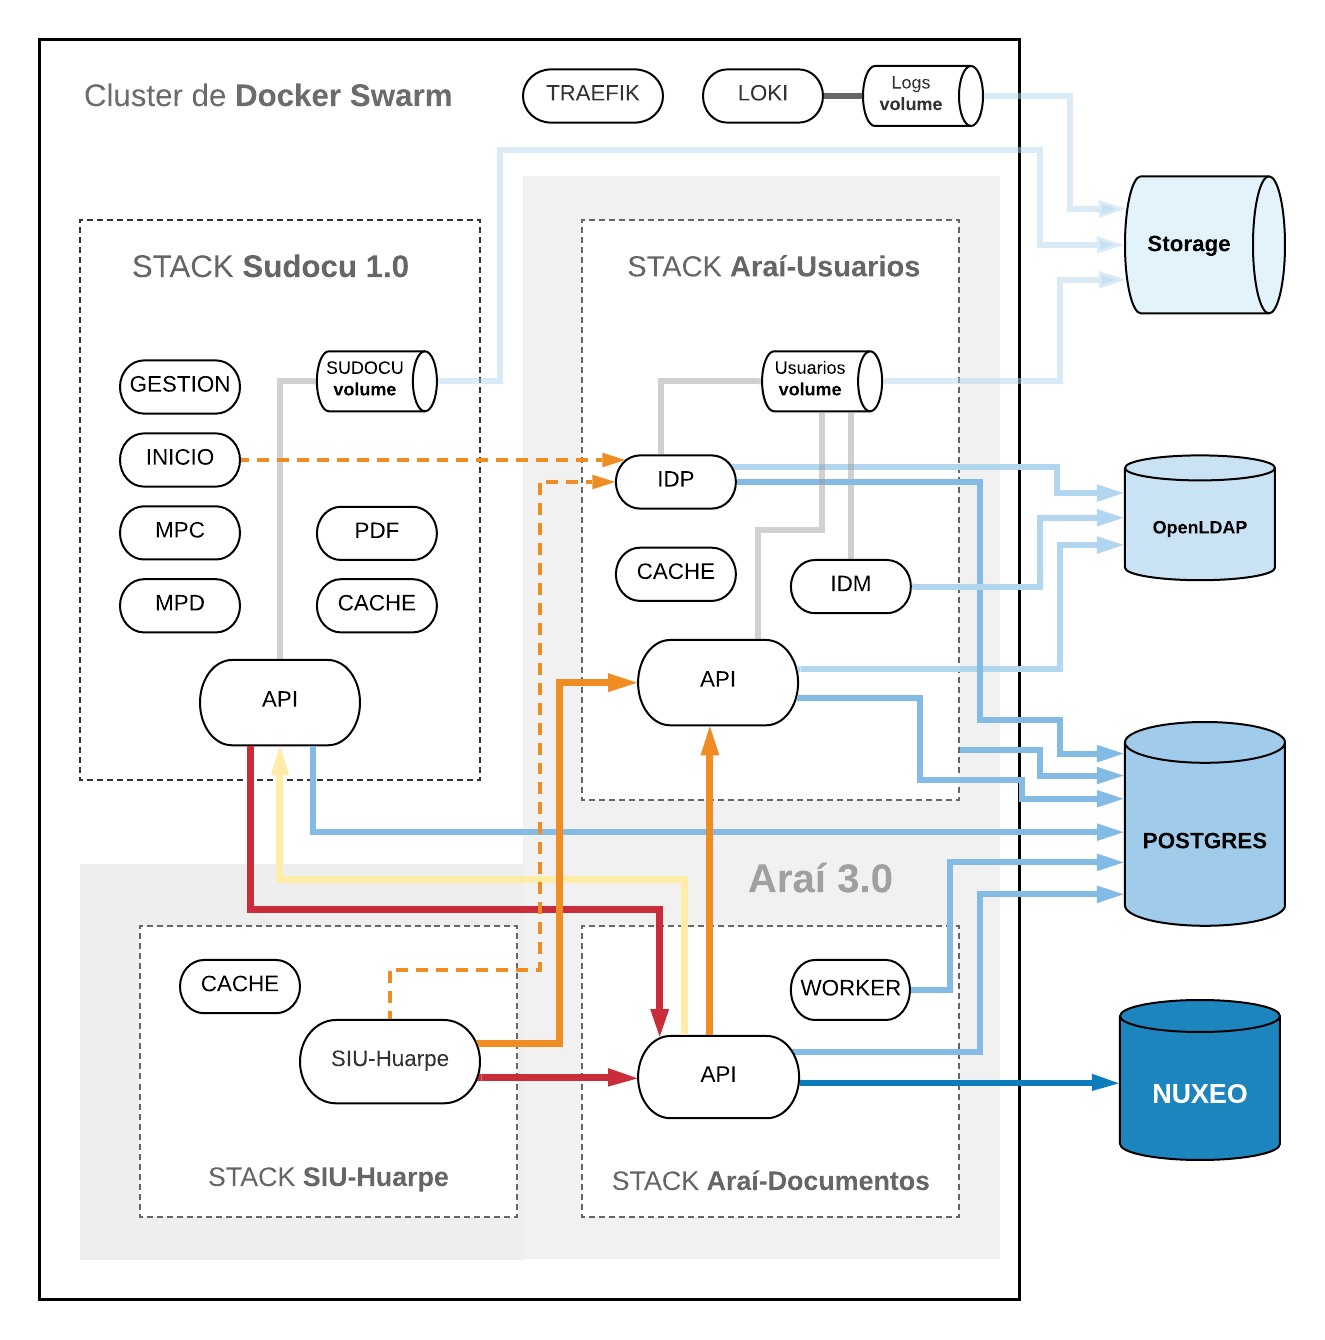 Cluster de Docker Swarm
TRAEFIK
LOKI
Logs
volume
Storage
STACK Sudocu 1.0
GESTION
SUDOCU
volume
INICIO
MPC
PDF
MPD
CACHE
API
STACK Araí-Usuarios
Usuarios
volume
IDP
CACHE
IDM
API
OpenLDAP
POSTGRES
Araí 3.0
CACHE
SIU-Huarpe
STACK SIU-Huarpe
WORKER
API
STACK Araí-Documentos
NUXEO